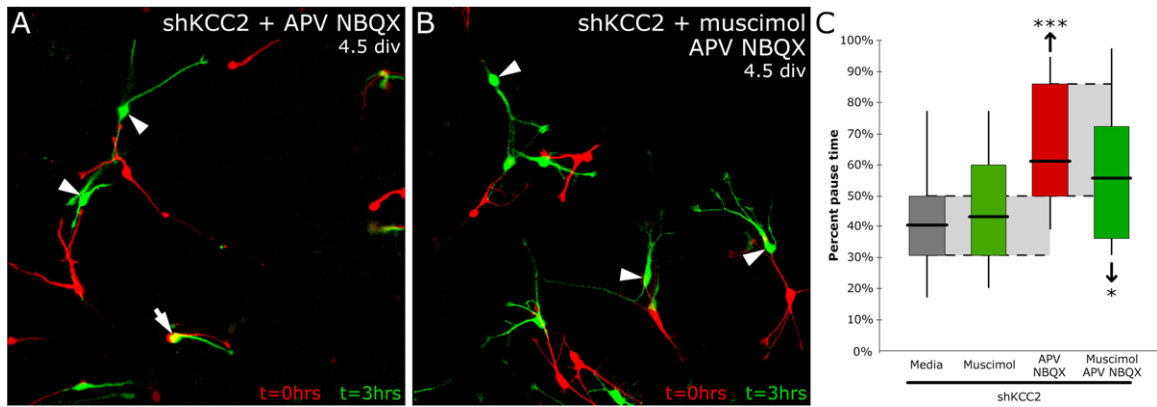 A
shKCC2 + APV NBQX
4.5 div
t=0hrs t=3hrs
B
shKCC2 + muscimol
APV NBQX
4.5 div
t=0hrs t=3hrs
C
Percent pause time
100%
90%
80%
70%
60%
50%
40%
30%
20%
10%
0%
***
*
Media
Muscimol
APV
NBQX
Muscimol
APV NBQX
shKCC2